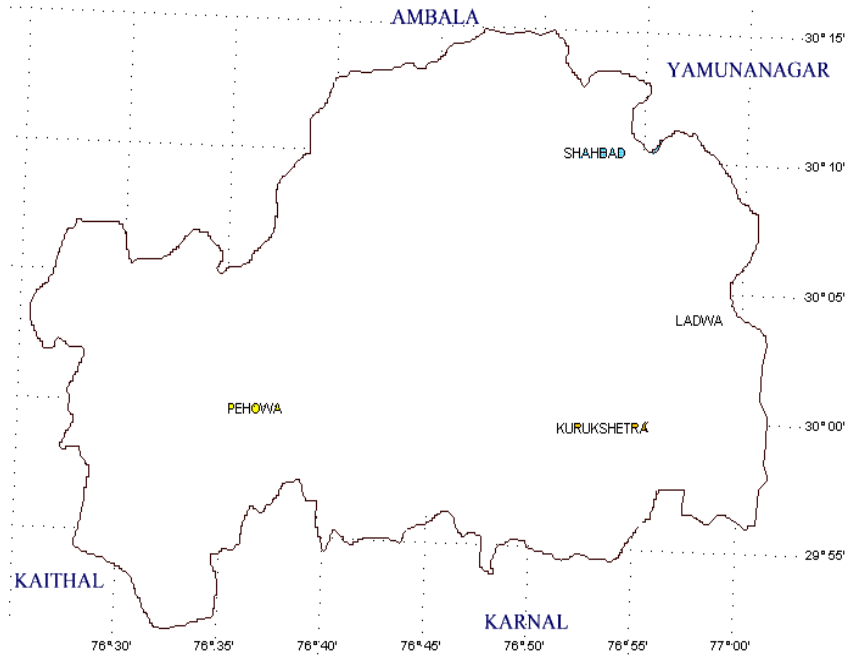 AMBALA
30°15'
YAMUNANAGAR
SHAHBAD
30°10'
30°05'
LADWA
PEHOWA
KURUKSHETRA
30°00'
29°55'
KAITHAL
KARNAL
76°30' 76°35' 76°40' 76°45' 76°50' 76°55' 77°00'